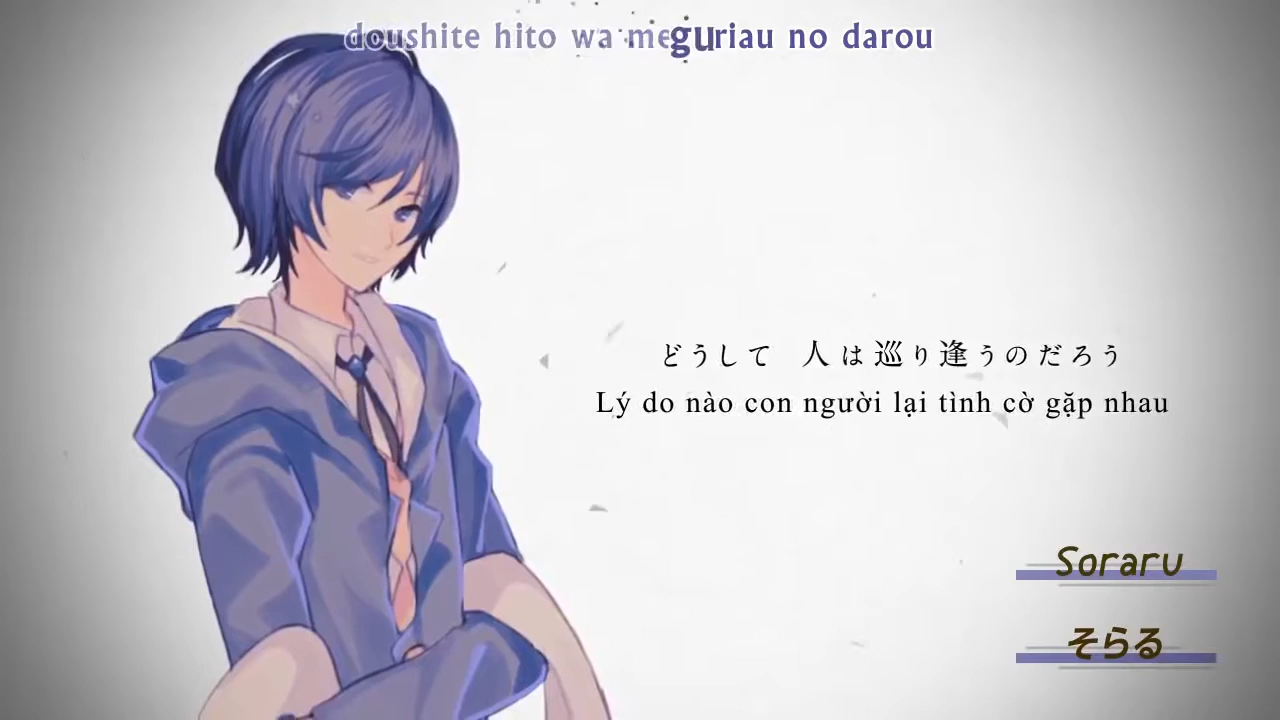 doushite hito wa meguriau no darou
どうして 人は巡り逢うのだろう
Lý do nào con người lại tình cờ gặp nhau
Soraru
そらる